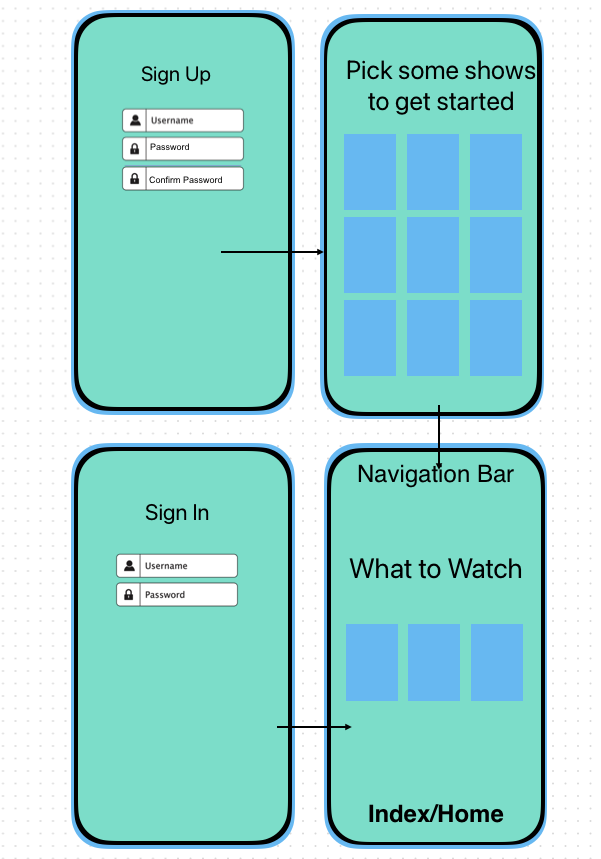 Sign Up
Username
Password
Confirm Password
Pick some shows
to get started
Sign In
Username
Password
Navigation Bar
What to Watch
Index/Home